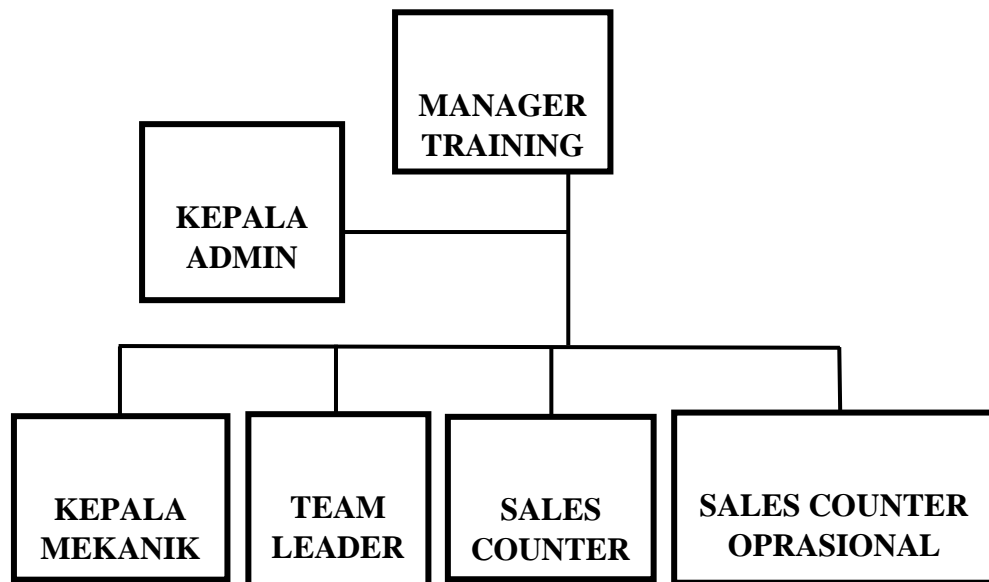 MANAGER
TRAINING
KEPALA
ADMIN
KEPALA
MEKANIK
TEAM
LEADER
SALES
COUNTER
SALES COUNTER
OPRASIONAL